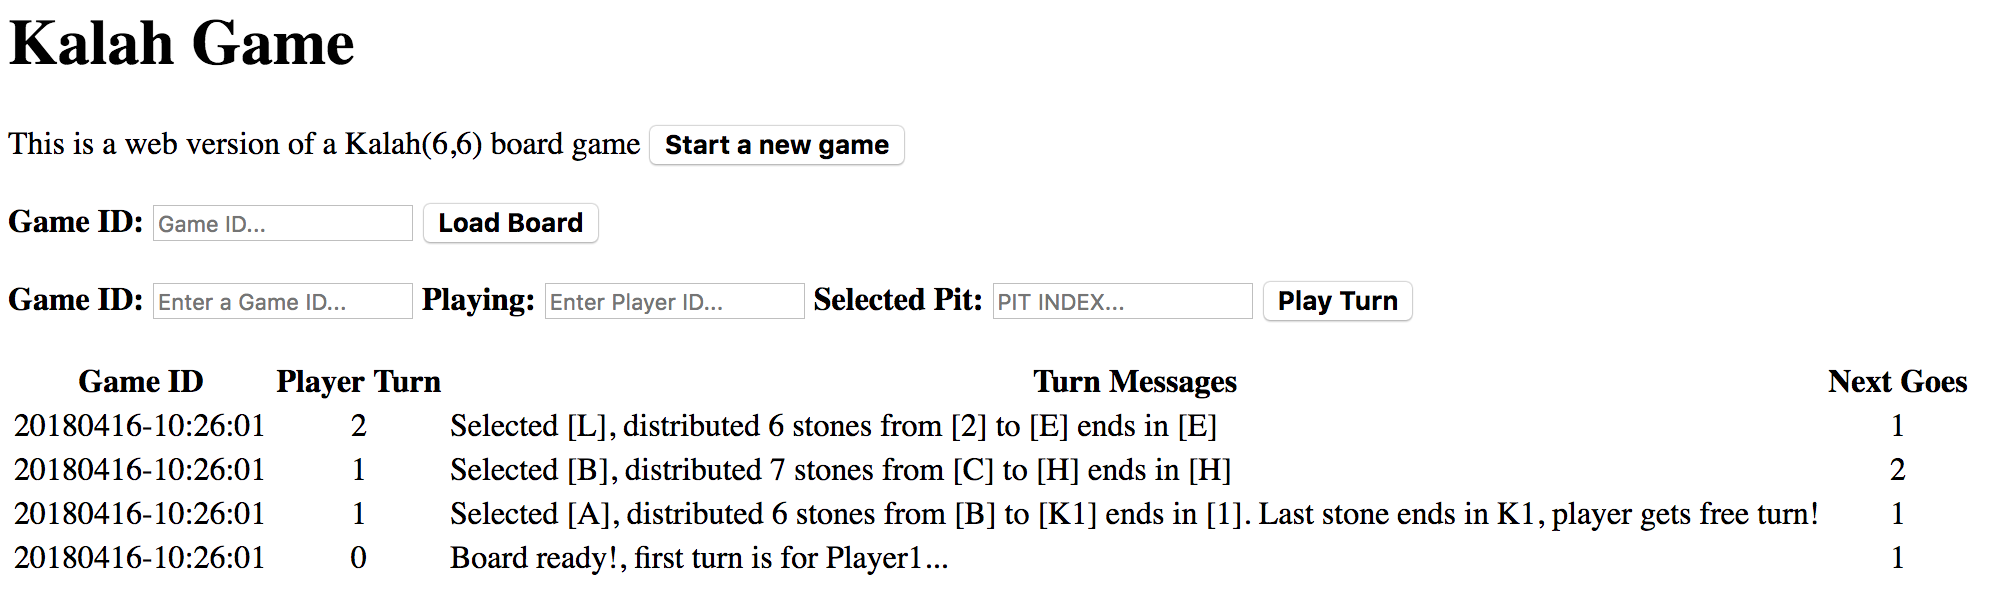 Kalah Game
This is a web version of a Kalah(6,6) board game Start a new game
Game ID: Game ID... Load Board
Game ID: Enter a Game ID... Playing: Enter Player ID... Selected Pit: PIT INDEX... Play Turn
Game ID Player Turn Turn Messages Next Goes
20180416-10:26:01 2 Selected [L], distributed 6 stones from [2] to [E] ends in [E] 1
20180416-10:26:01 1 Selected [B], distributed 7 stones from [C] to [H] ends in [H] 2
20180416-10:26:01 1 Selected [A], distributed 6 stones from [B] to [K1] ends in [1]. Last stone ends in K1, player gets free turn! 1
20180416-10:26:01 0 Board ready!, first turn is for Player1... 1